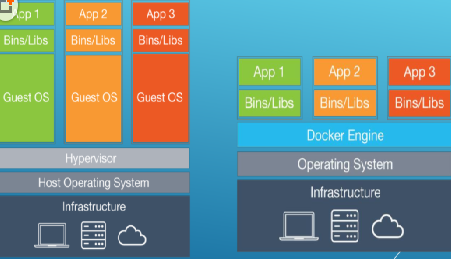 App 1
App 2
App 3
Bins/Libs
Bins/Libs
Bins/Libs
Guest OS
Guest OS
Guest OS
Hypervisor
Host Operating System
Infrastructure
App 1
App 2
App 3
Bins/Libs
Bins/Libs
Bins/Libs
Docker Engine
Operating System
Infrastructure